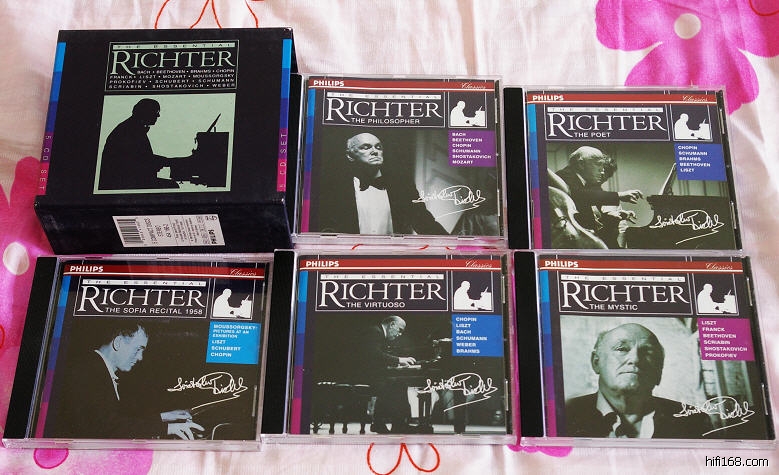 THE ESSENTIAL
RICHTER
BACH • BEETHOVEN • BRAHMS • CHOPIN
FRANCK • LISZT • MOZART • MOUSSORGSKY
PROKOFIEV • SCHUBERT • SCHUMANN
SCRIABIN • SHOSTAKOVICH • WEBER
5 CD SET
5 CD SET
PHILIPS
Classics
THE ESSENTIAL
RICHTER
THE PHILOSOPHER
BACH
BEETHOVEN
CHOPIN
SCHUMANN
SHOSTAKOVICH
MOZART
PHILIPS
Classics
THE ESSENTIAL
RICHTER
THE POET
CHOPIN
SCHUMANN
BRAHMS
BEETHOVEN
LISZT
PHILIPS
Classics
THE ESSENTIAL
RICHTER
THE SOFIA RECITAL 1958
MOUSSORGSKY:
PICTURES AT AN
EXHIBITION
LISZT
SCHUBERT
CHOPIN
PHILIPS
Classics
THE ESSENTIAL
RICHTER
THE VIRTUOSO
CHOPIN
LISZT
BACH
SCHUMANN
WEBER
BRAHMS
PHILIPS
Classics
THE ESSENTIAL
RICHTER
THE MYSTIC
LISZT
FRANCK
BEETHOVEN
SCRIABIN
SHOSTAKOVICH
PROKOFIEV
hifi168.com